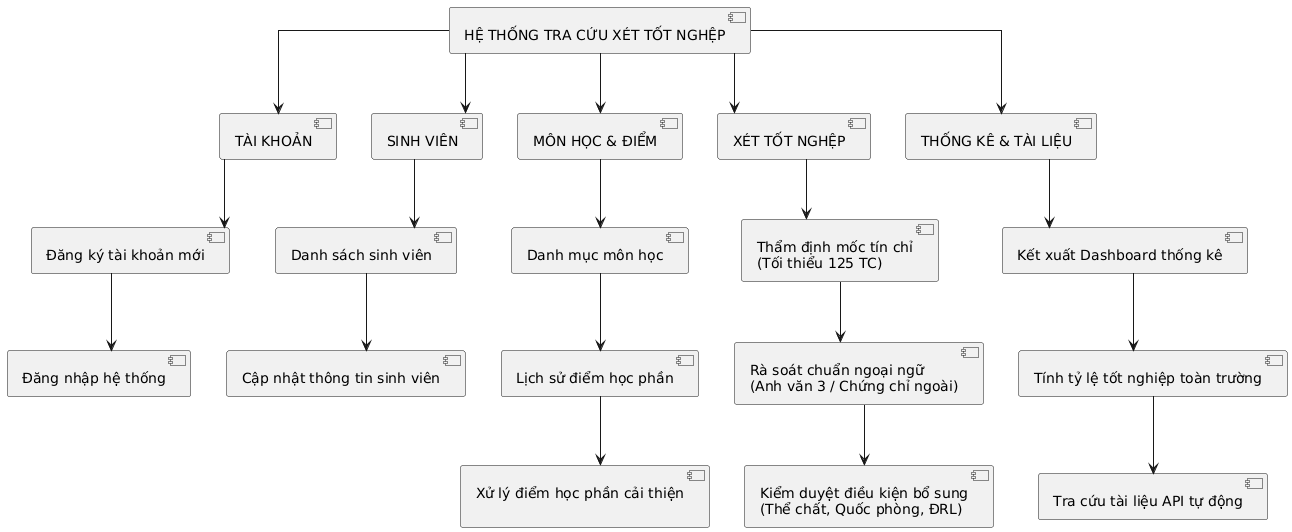 HỆ THỐNG TRA CỨU XÉT TỐT NGHỆP
TÀI KHOẢN
SINH VIÊN
MÔN HỌC & ĐIỂM
XÉT TỐT NGHỆP
THỐNG KÊ & TÀI LIỆU
Đăng ký tài khoản mới
Danh sách sinh viên
Danh mục môn học
Thẩm định mốc tín chỉ
(Tối thiểu 125 TC)
Kết xuất Dashboard thống kê
Đăng nhập hệ thống
Cập nhật thông tin sinh viên
Lịch sử điểm học phần
Rà soát chuẩn ngoại ngữ
(Anh văn 3 / Chứng chỉ ngoài)
Tính tỷ lệ tốt nghiệp toàn trường
Xử lý điểm học phần cải thiện
Kiểm duyệt điều kiện bổ sung
(Thể chất, Quốc phòng, ĐRL)
Tra cứu tài liệu API tự động